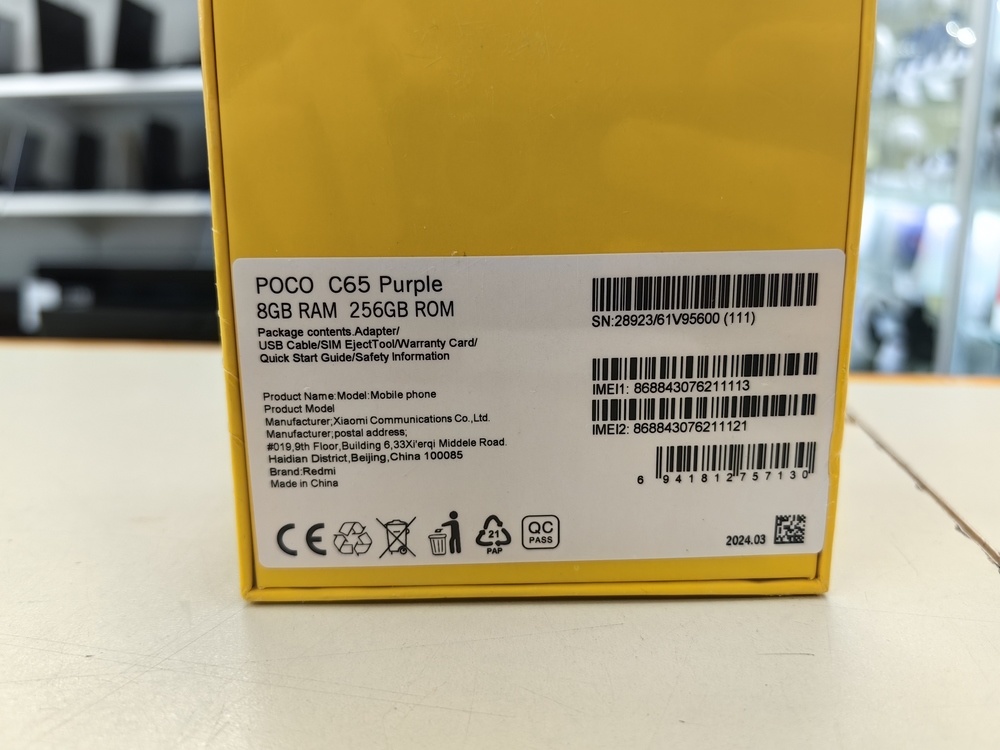 POCO C65 Purple
8GB RAM 256GB ROM
Package contents.Adapter/
USB Cable/SIM EjectTool/Warranty Card/
Quick Start Guide/Safety Information
Product Name:Model:Mobile phone
Product Model
Manufacturer;Xiaomi Communications Co.,Ltd.
Manufacturer;postal address;
#019,9th Floor,Building 6,33Xi'erqi Middele Road.
Haidian District,Beijing,China 100085
Brand:Redmi
Made in China
CE
21
PAP
QC
PASS
SN:28923/61V95600 (111)
IMEI1: 868843076211113
IMEI2: 868843076211121
6 941812 757130
2024.03